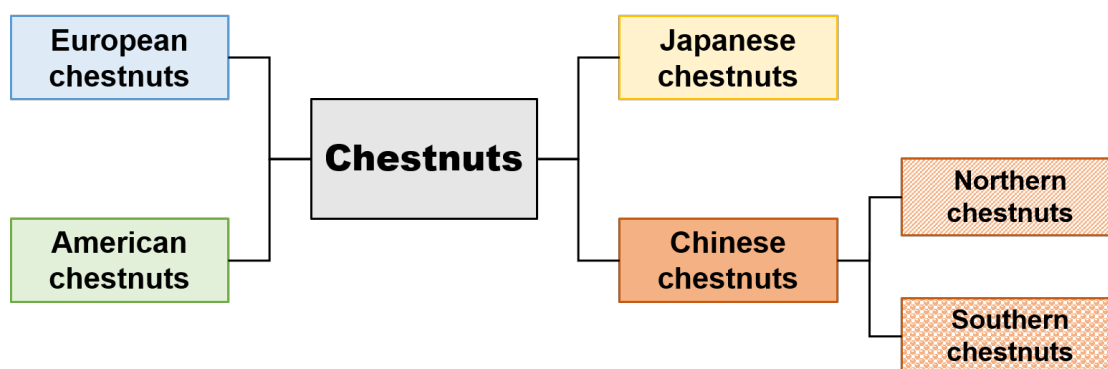 European
chestnuts
American
chestnuts
Chestnuts
Japanese
chestnuts
Chinese
chestnuts
Northern
chestnuts
Southern
chestnuts